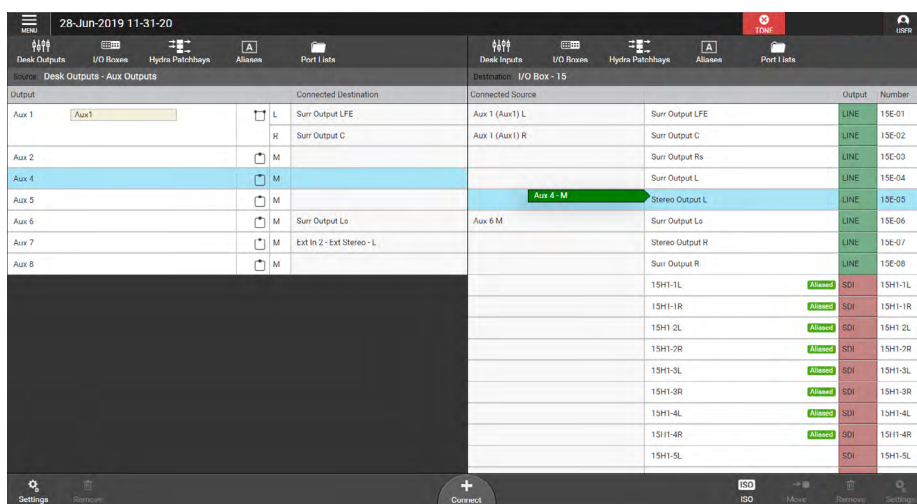 MENU 28-Jun-2019 11-31-20 TONE USER
Desk Outputs I/O Boxes Hydra Patchbays Aliases Port Lists
Desk Inputs I/O Boxes Hydra Patchbays Aliases Port Lists
Source: Desk Outputs - Aux Outputs
Destination: I/O Box - 15
Output Connected Destination
Connected Source Output Number
Aux 1 Aux1 L Surr Output LFE
Aux 1 (Aux1) L Surr Output LFE LINE 15E-01
R Surr Output C
Aux 1 (Aux1) R Surr Output C LINE 15E-02
Aux 2 M
Surr Output Rs LINE 15E-03
Aux 4 M
Surr Output L LINE 15E-04
Aux 5 M
Aux 4 - M Stereo Output L LINE 15E-05
Aux 6 M Surr Output Ls
Aux 6 M Surr Output Ls LINE 15E-06
Aux 7 M Ext In 2 - Ext Stereo - L
Stereo Output R LINE 15E-07
Aux 8 M
Surr Output R LINE 15E-08
15H1-1L Aliased SDI 15H1-1L
15H1-1R Aliased SDI 15H1-1R
15H1-2L Aliased SDI 15H1-2L
15H1-2R Aliased SDI 15H1-2R
15H1-3L Aliased SDI 15H1-3L
15H1-3R Aliased SDI 15H1-3R
15H1-4L Aliased SDI 15H1-4L
15H1-4R Aliased SDI 15H1-4R
15H1-5L SDI 15H1-5L
Settings Remove Connect ISO ISO Move Remove Settings